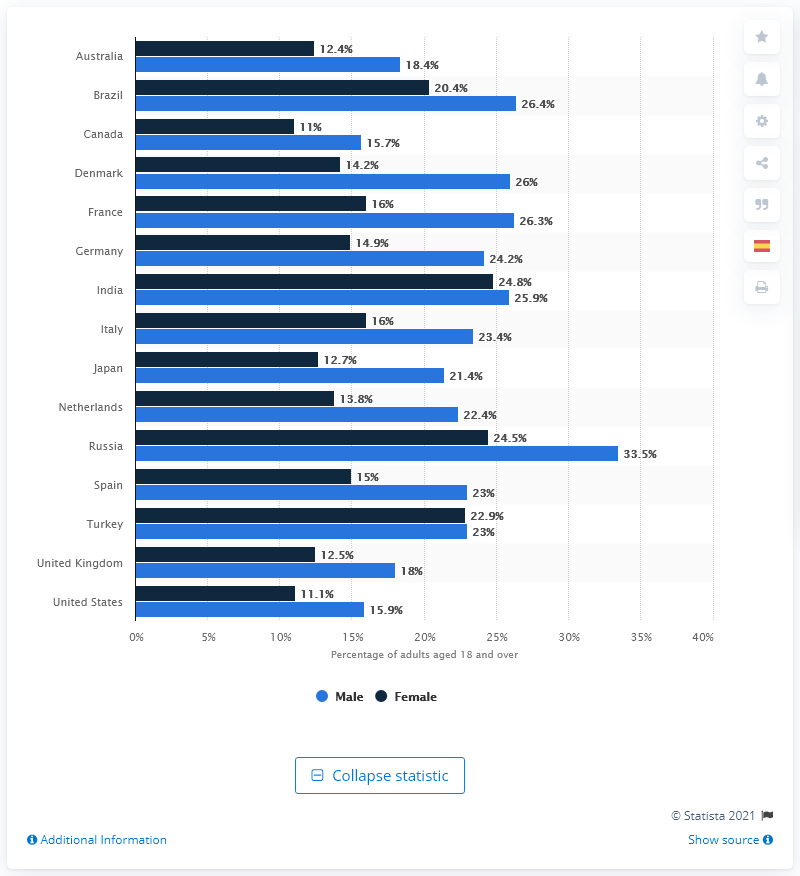 Australia
12.4%
18.4%
Brazil
20.4%
26.4%
Canada
11%
15.7%
Denmark
14.2%
26%
France
16%
26.3%
Germany
14.9%
24.2%
India
24.8%
25.9%
Italy
16%
23.4%
Japan
12.7%
21.4%
Netherlands
13.8%
22.4%
Russia
24.5%
33.5%
Spain
15%
23%
Turkey
22.9%
23%
United Kingdom
12.5%
18%
United States
11.1%
15.9%
0% 5% 10% 15% 20% 25% 30% 35% 40%
Percentage of adults aged 18 and over
Male Female
Collapse statistic
© Statista 2021
Additional Information Show source